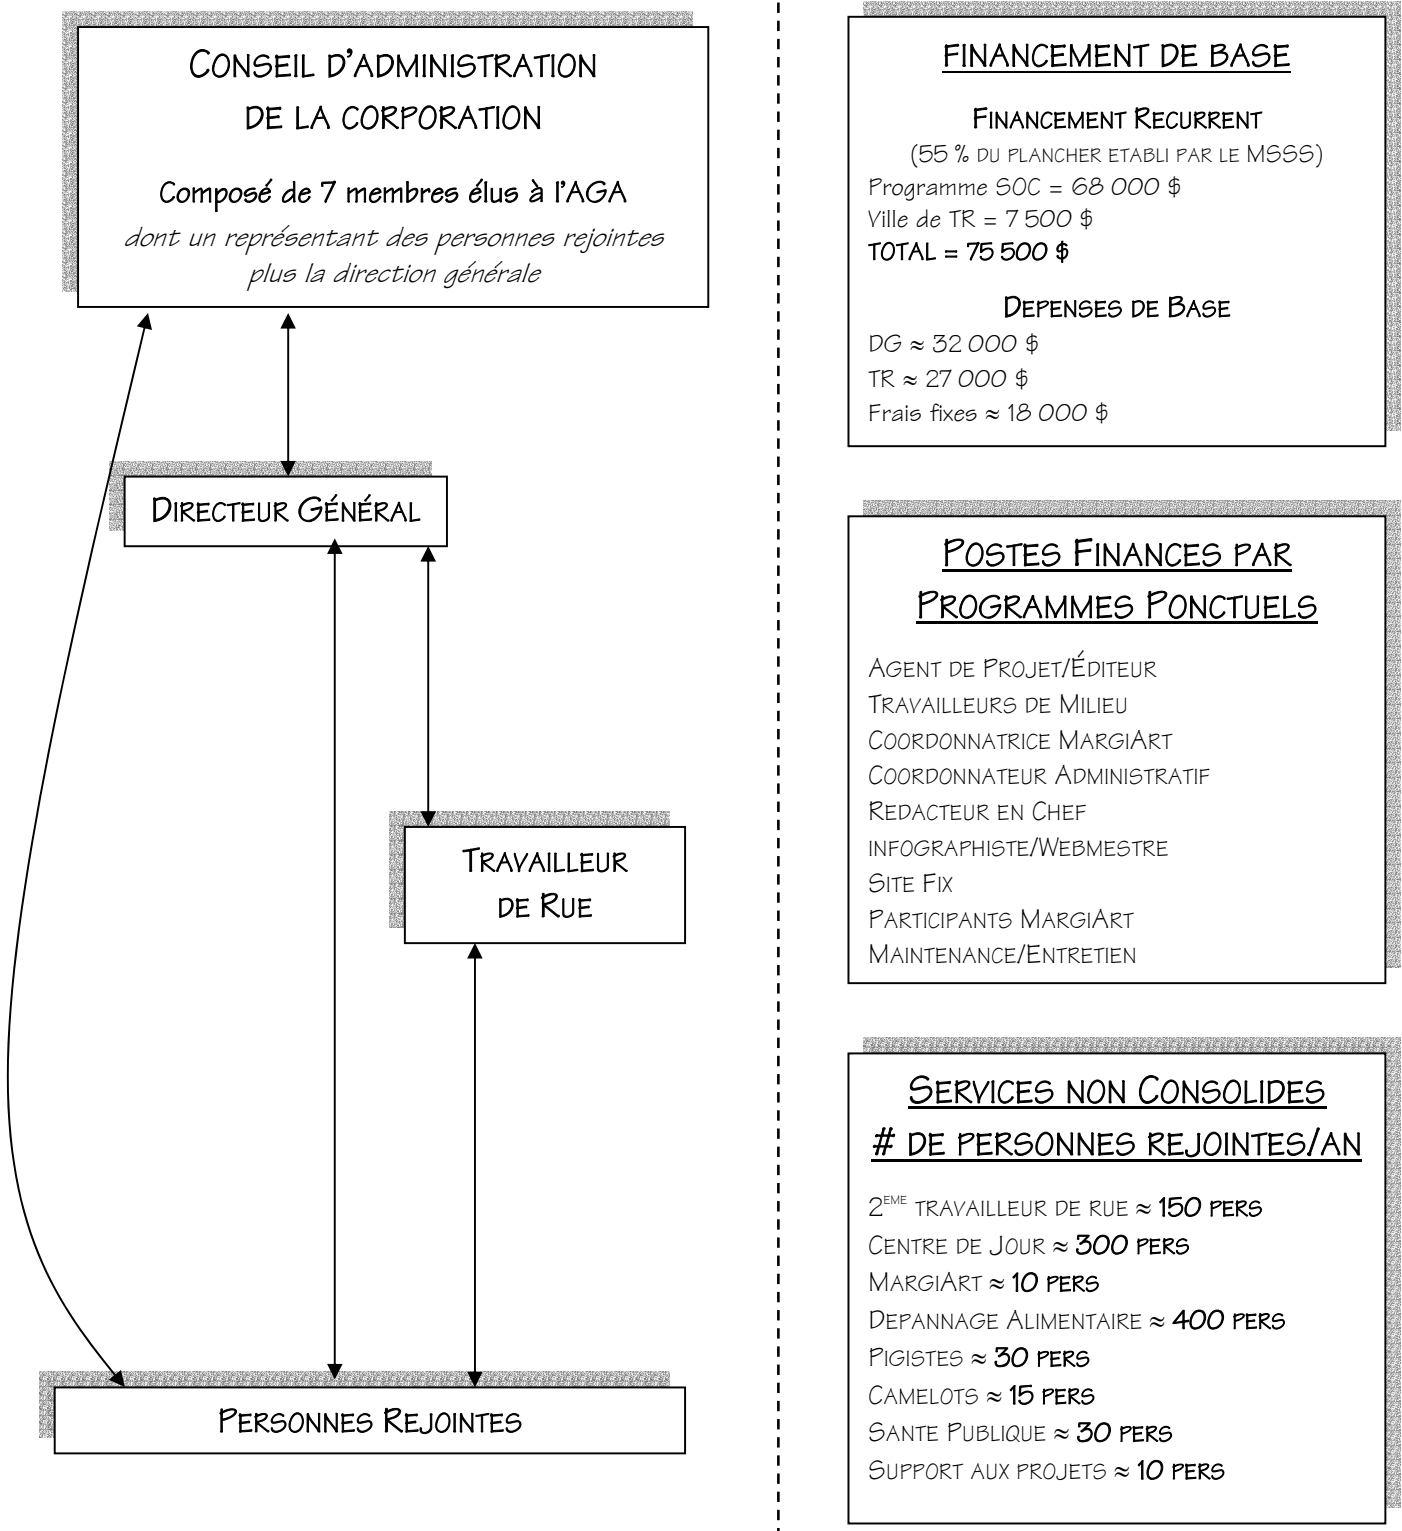 CONSEIL D'ADMINISTRATION
DE LA CORPORATION
Composé de 7 membres élus à l'AGA
dont un représentant des personnes rejointes
plus la direction générale
DIRECTEUR GÉNÉRAL
TRAVAILLEUR
DE RUE
PERSONNES REJOINTES
FINANCEMENT DE BASE
FINANCEMENT RECURRENT
(55 % DU PLANCHER ETABLI PAR LE MSSS)
Programme SOC = 68 000 $
Ville de TR = 7 500 $
TOTAL = 75 500 $
DEPENSES DE BASE
DG ≈ 32 000 $
TR ≈ 27 000 $
Frais fixes ≈ 18 000 $
POSTES FINANCES PAR
PROGRAMMES PONCTUELS
AGENT DE PROJET/ÉDITEUR
TRAVAILLEURS DE MILIEU
COORDONNATRICE MARGIART
COORDONNATEUR ADMINISTRATIF
REDACTEUR EN CHEF
INFOGRAPHISTE/WEBMESTRE
SITE FIX
PARTICIPANTS MARGIART
MAINTENANCE/ENTRETIEN
SERVICES NON CONSOLIDES
# DE PERSONNES REJOINTES/AN
2EME TRAVAILLEUR DE RUE ≈ 150 PERS
CENTRE DE JOUR ≈ 300 PERS
MARGIART ≈ 10 PERS
DEPANNAGE ALIMENTAIRE ≈ 400 PERS
PIGISTES ≈ 30 PERS
CAMELOTS ≈ 15 PERS
SANTE PUBLIQUE ≈ 30 PERS
SUPPORT AUX PROJETS ≈ 10 PERS